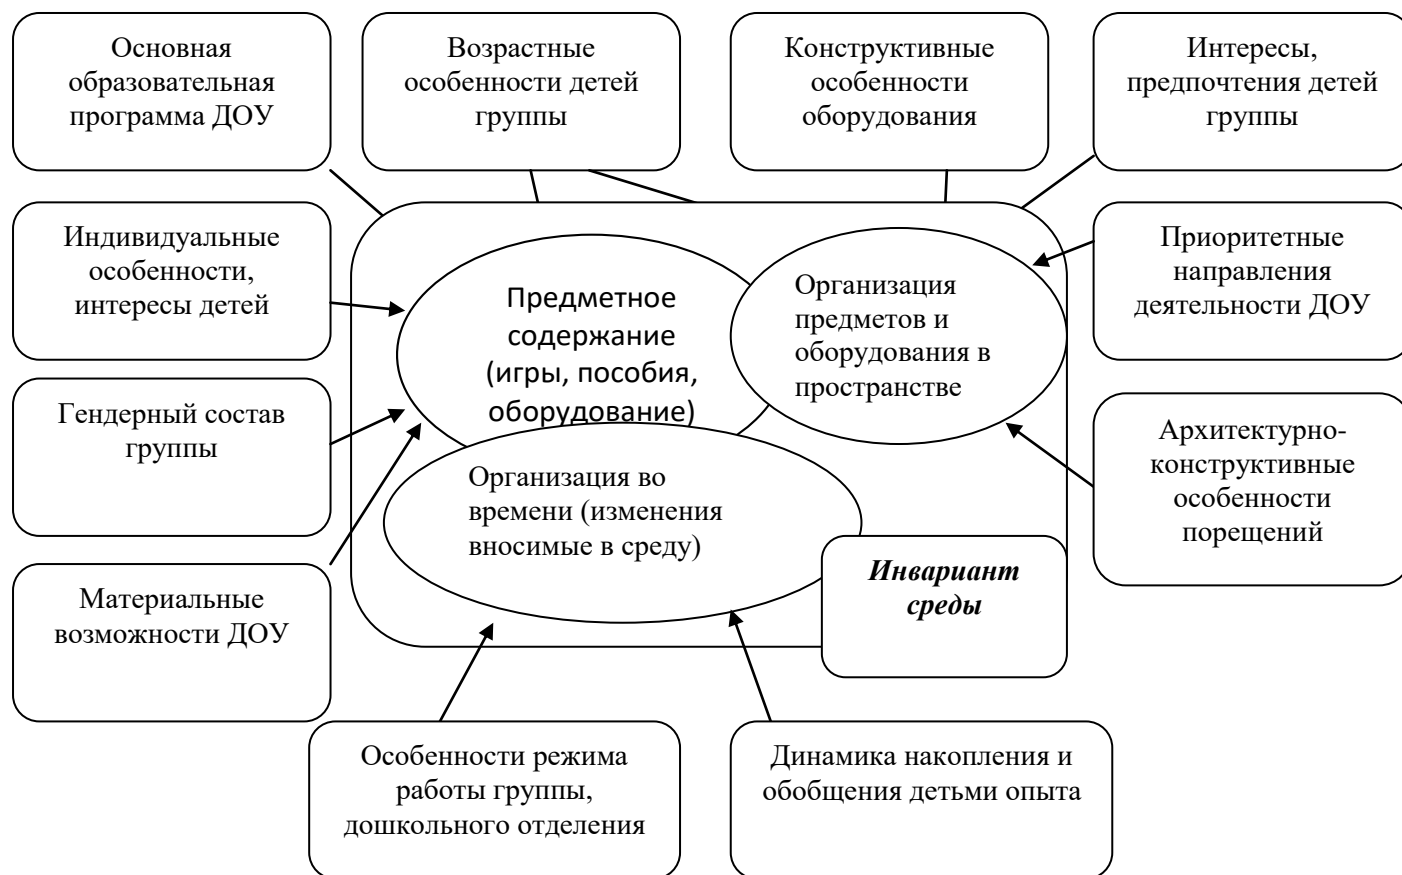 Основная
образовательная
программа ДОУ
Возрастные
особенности детей
группы
Конструктивные
особенности
оборудования
Интересы,
предпочтения детей
группы
Индивидуальные
особенности,
интересы детей
Предметное
содержание
(игры, пособия,
оборудование)
Организация
предметов и
оборудования в
пространстве
Приоритетные
направления
деятельности ДОУ
Гендерный состав
группы
Организация во
времени (изменения
вносимые в среду)
Архитектурно-
конструктивные
особенности
порещений
Инвариант
среды
Материальные
возможности ДОУ
Особенности режима
работы группы,
дошкольного отделения
Динамика накопления и
обобщения детьми опыта